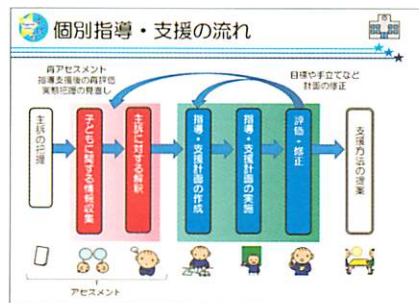 個別指導・支援の流れ
再アセスメント
指導支援後の再評価
実態把握の見直し
目標や手立てなど
計画の修正
主訴の把握
子どもに関する情報収集
主訴に対する解釈
指導・支援計画の作成
指導・支援計画の実施
評価・修正
支援方法の提案
アセスメント